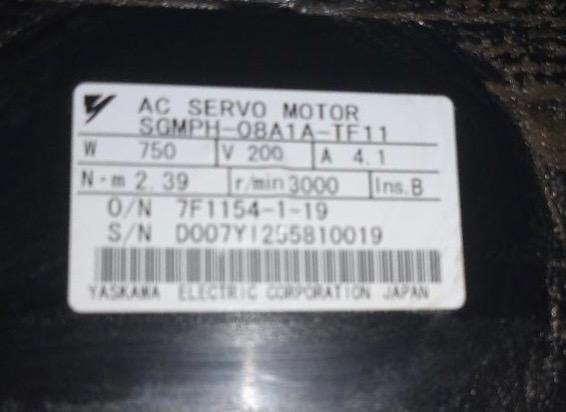 AC SERVO MOTOR
SGMPH-08A1A-TF11
W 750 V 200 A 4.1
N·m 2.39 r/min 3000 Ins. B
O/N 7F1154-1-19
S/N D007Y1255810019
YASKAWA ELECTRIC CORPORATION JAPAN